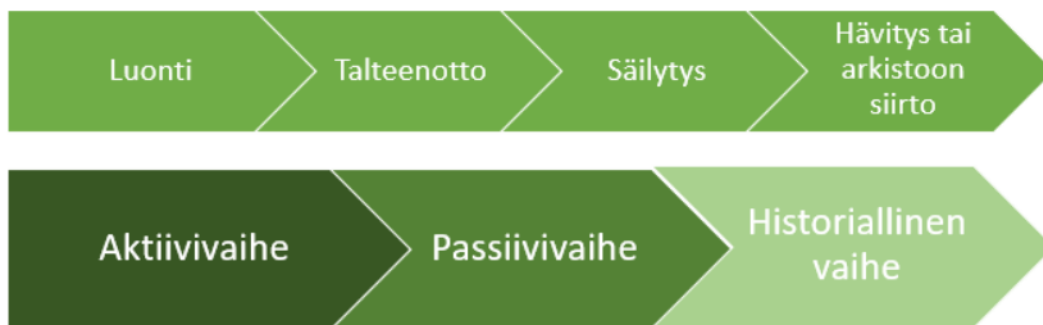 Luonti
Talteenotto
Säilytys
Hävitys tai
arkistoon
siirto
Aktiivivaihe
Passiivivaihe
Historiallinen
vaihe